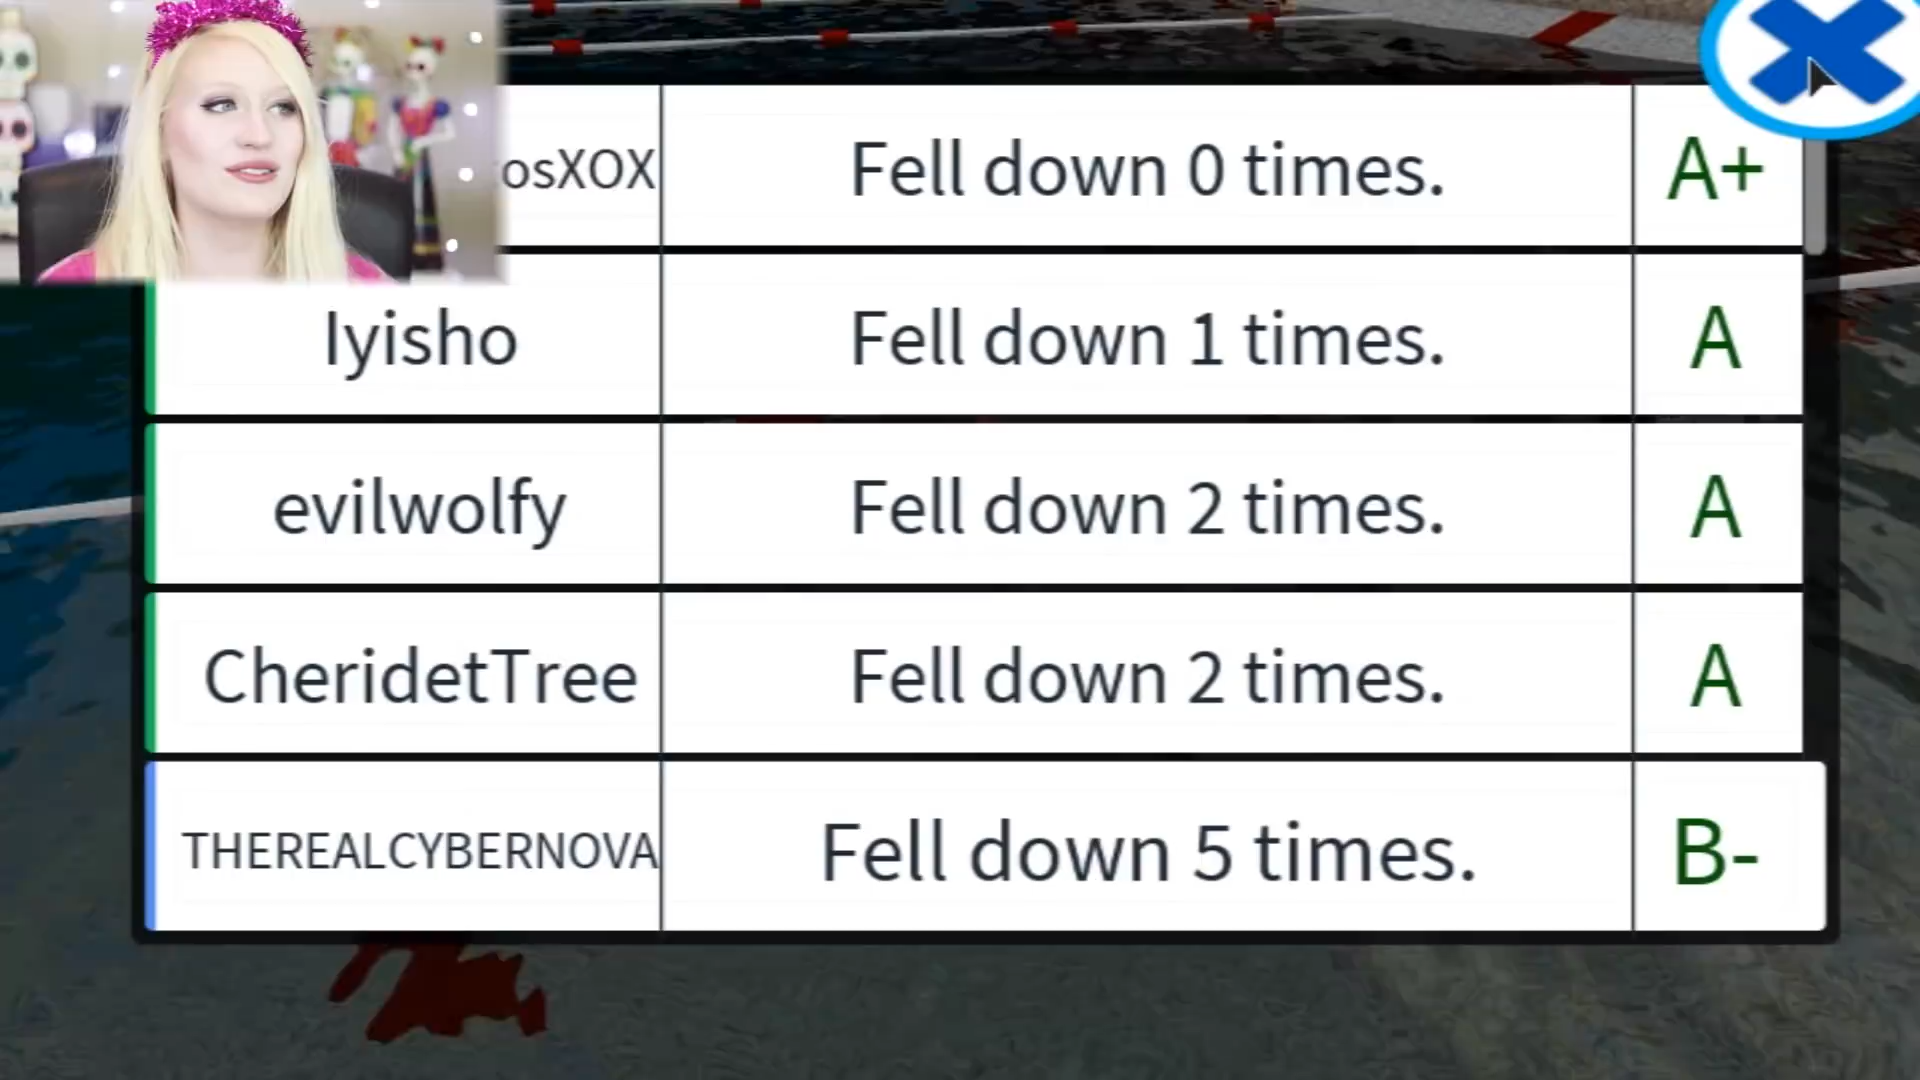 osXOX Fell down 0 times. A+
Iyisho Fell down 1 times. A
evilwolfy Fell down 2 times. A
CheridetTree Fell down 2 times. A
THEREALCYBERNOVA Fell down 5 times. B-